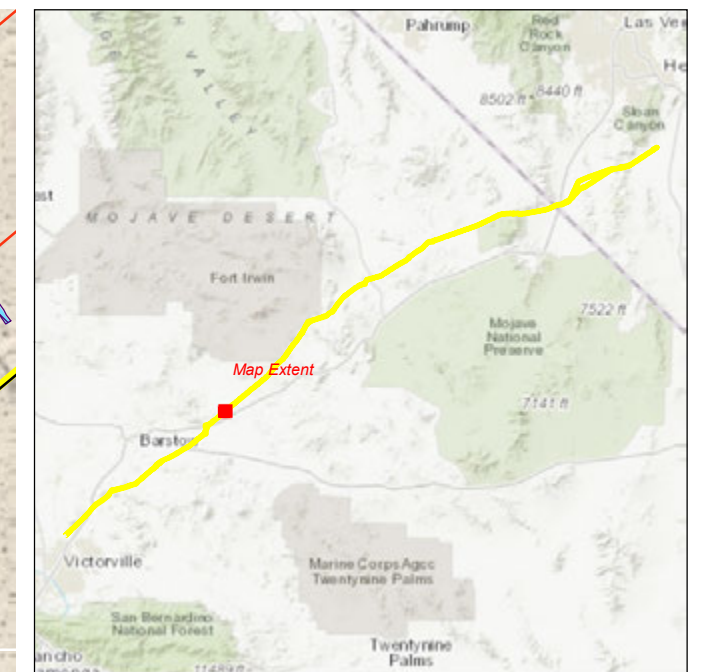 Pahrump
Red
Rock
Canyon
Las Ve
He
8502 ft
8440 ft
Sloan
Canyon
VALLEY
MOJAVE DESERT
Fort Irwin
7522 ft
Mojave
National
Preserve
Map Extent
7141 ft
Barstow
Victorville
Marine Corps Agcc
Twentynine Palms
San Bernardino
National Forest
Twentynine
Palms
ancho
11489 ft